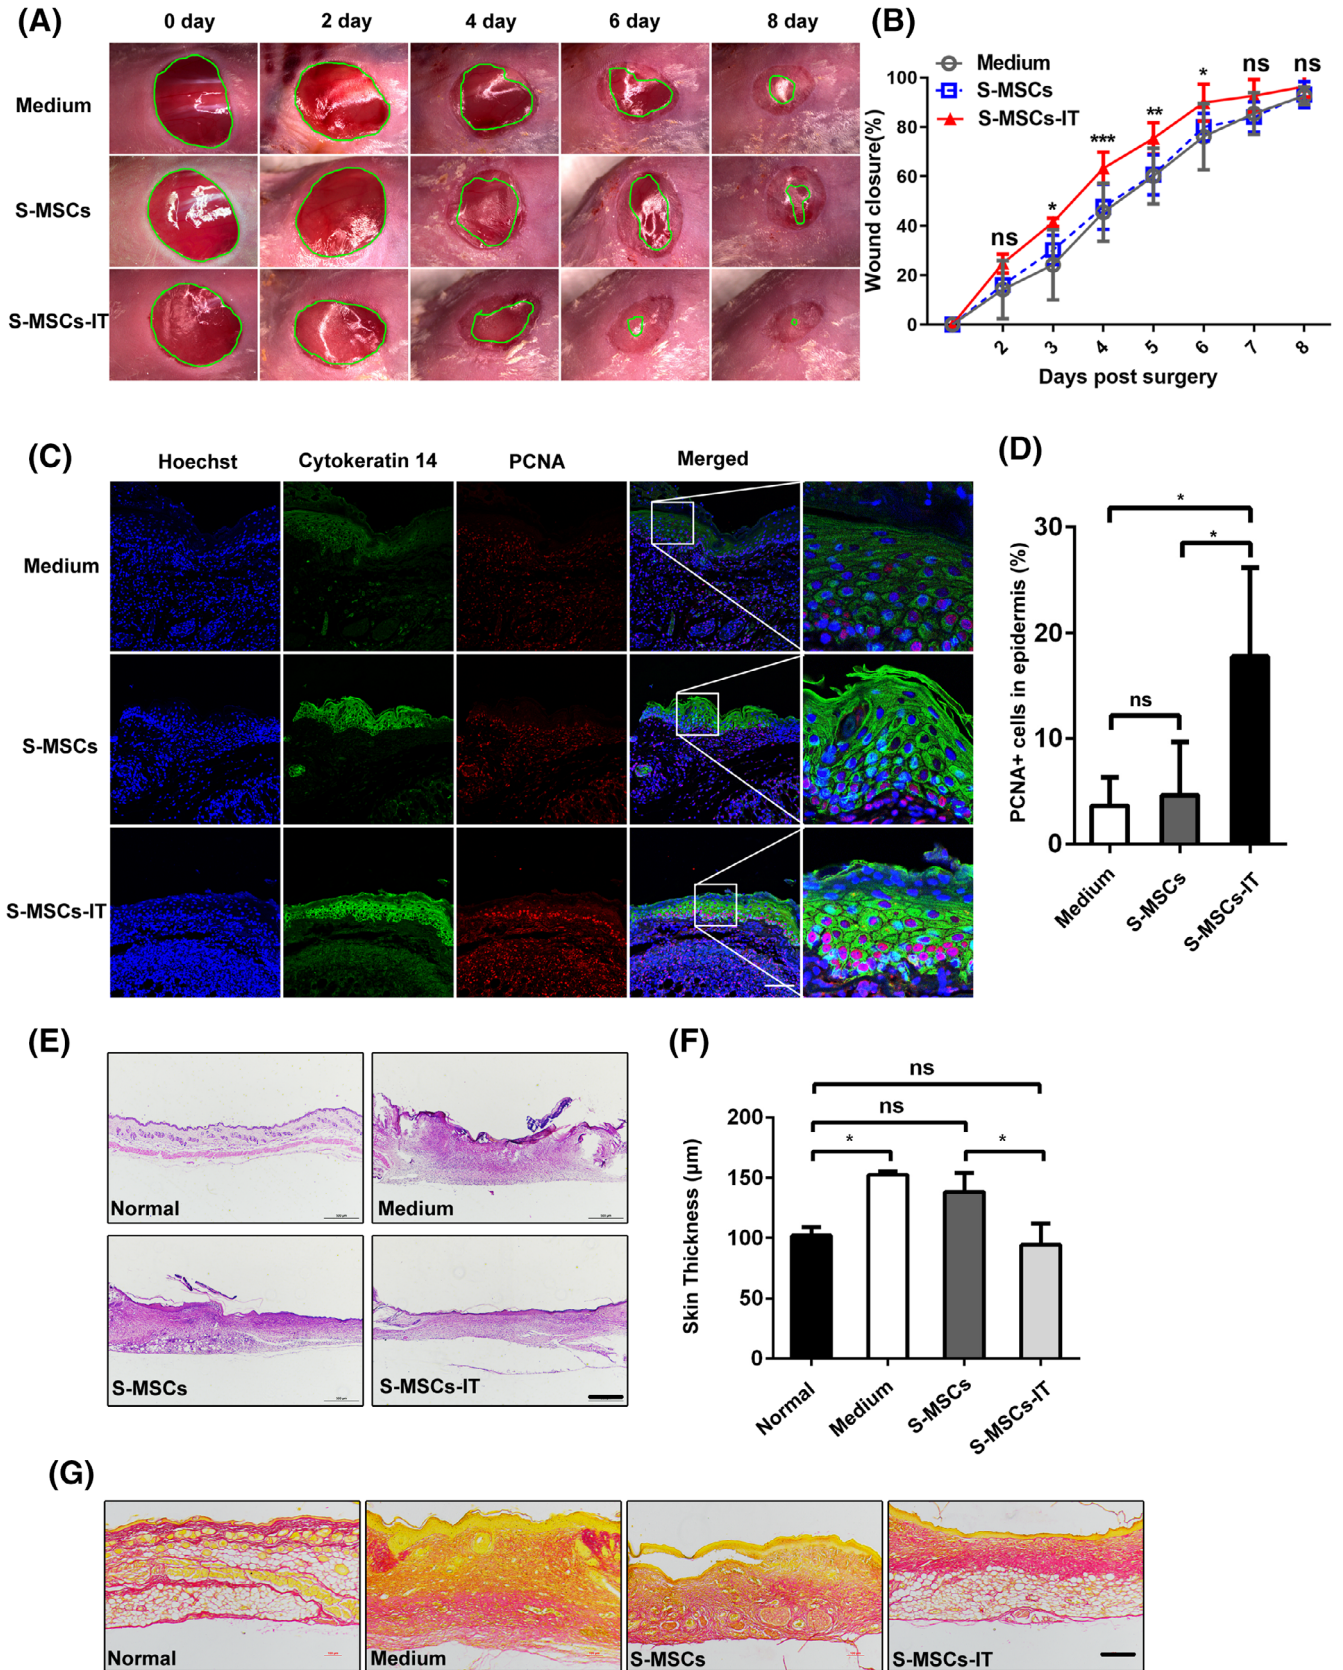 (A)
0 day 2 day 4 day 6 day 8 day
Medium
S-MSCs
S-MSCs-IT
(B)
Medium
S-MSCs
S-MSCs-IT
Wound closure(%)
100
80
60
40
20
0
ns * *** ** * ns ns
2 3 4 5 6 7 8
Days post surgery
(C)
Hoechst Cytokeratin 14 PCNA Merged
Medium
S-MSCs
S-MSCs-IT
(D)
PCNA+ cells in epidermis (%)
30
20
10
0
*
*
ns
Medium S-MSCs S-MSCs-IT
(E)
Normal
Medium
S-MSCs
S-MSCs-IT
(F)
Skin Thickness (μm)
200
150
100
50
0
ns
ns
* *
Normal Medium S-MSCs S-MSCs-IT
(G)
Normal
Medium
S-MSCs
S-MSCs-IT